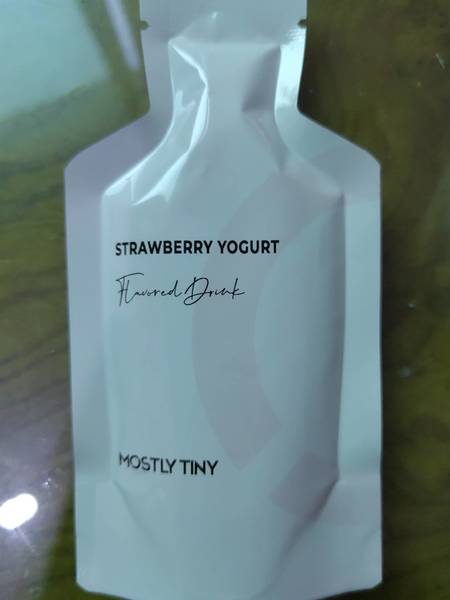 STRAWBERRY YOGURT
Flavored Drink
MOSTLY TINY